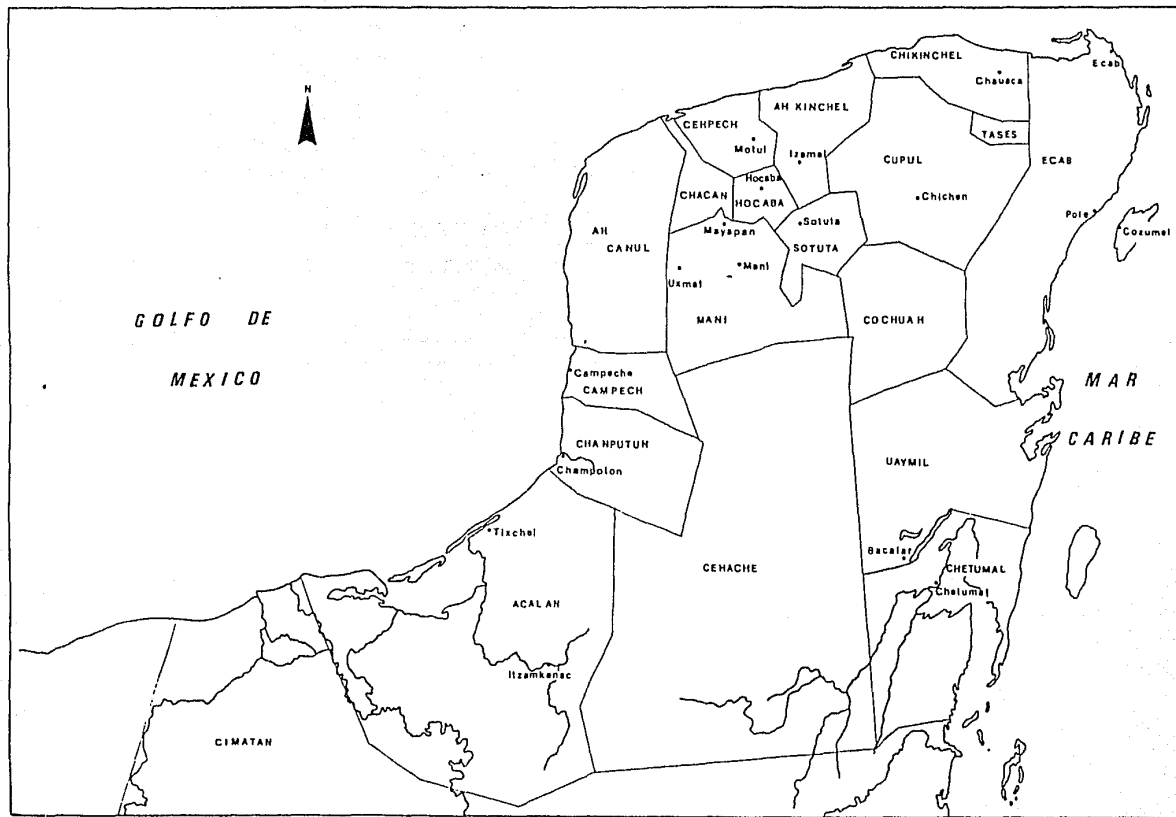 N
Ecab
CHIKINCHEL
Chauaca
AH KINCHEL
CEHPECH
Motul
TASES
Izamal
CUPUL
ECAB
Hocaba
HOCABA
CHACAN
Chichen
Pole
Cozumel
Mayapan
Sotuta
SOTUTA
AH
CANUL
Mani
Uxmal
MANI
COCHUAH
GOLFO DE
MEXICO
Campeche
CAMPECH
MAR
CARIBE
CHANPUTUN
Champoton
UAYMIL
Tixchel
Bacalar
CEHACHE
CHETUMAL
Chetumal
ACALAN
Itzamkanac
CIMATAN